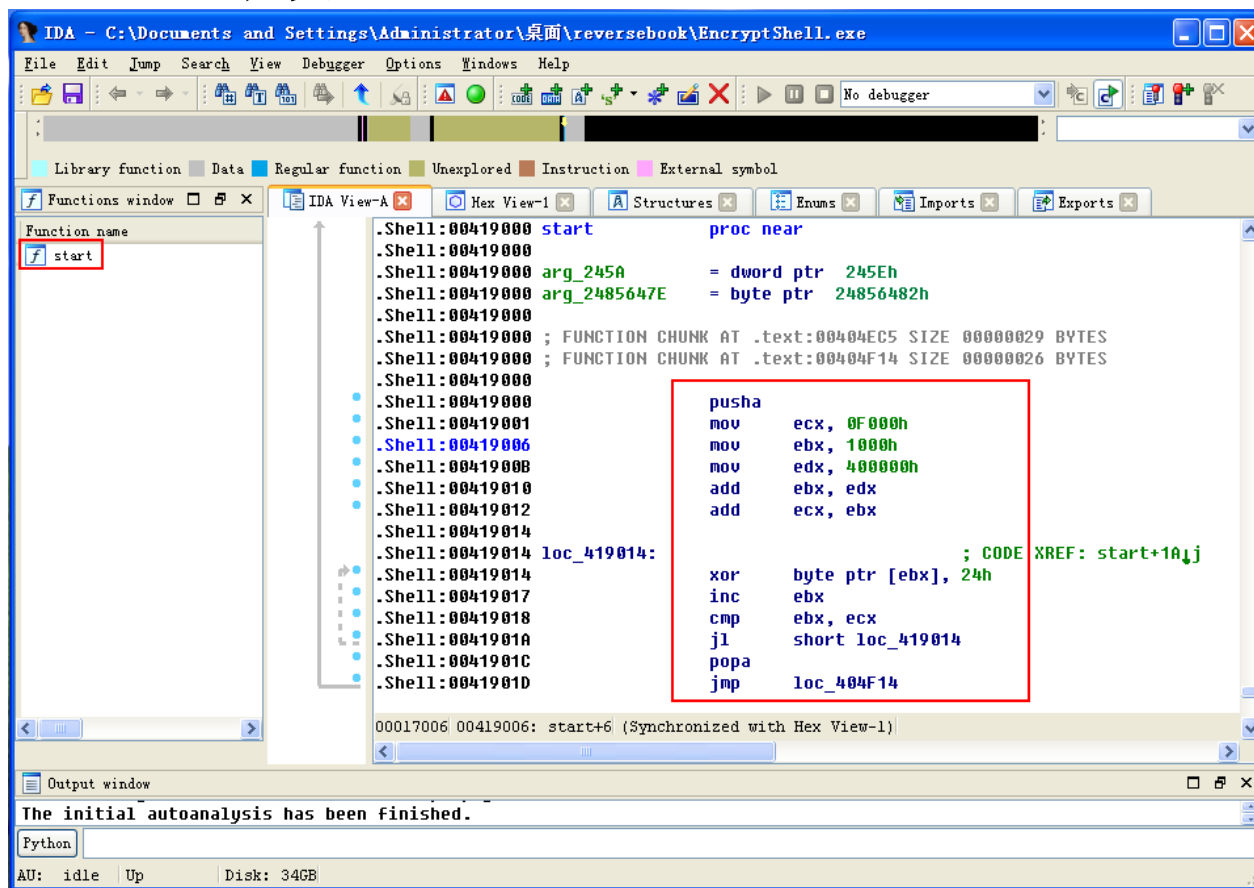 IDA - C:\Documents and Settings\Administrator\桌面\reversebook\EncryptShell.exe
File Edit Jump Search View Debugger Options Windows Help
No debugger
Library function Data Regular function Unexplored Instruction External symbol
Functions window IDA View-A Hex View-1 Structures Enums Imports Exports
Function name
start
.Shell:00419000 start proc near
.Shell:00419000
.Shell:00419000 arg_245A = dword ptr 245Eh
.Shell:00419000 arg_2485647E = byte ptr 24856482h
.Shell:00419000
.Shell:00419000 ; FUNCTION CHUNK AT .text:00404EC5 SIZE 00000029 BYTES
.Shell:00419000 ; FUNCTION CHUNK AT .text:00404F14 SIZE 00000026 BYTES
.Shell:00419000
.Shell:00419000 pusha
.Shell:00419001 mov ecx, 0F000h
.Shell:00419006 mov ebx, 1000h
.Shell:0041900B mov edx, 400000h
.Shell:00419010 add ebx, edx
.Shell:00419012 add ecx, ebx
.Shell:00419014
.Shell:00419014 loc_419014: ; CODE XREF: start+1A↓j
.Shell:00419014 xor byte ptr [ebx], 24h
.Shell:00419017 inc ebx
.Shell:00419018 cmp ebx, ecx
.Shell:0041901A jl short loc_419014
.Shell:0041901C popa
.Shell:0041901D jmp loc_404F14
00017006 00419006: start+6 (Synchronized with Hex View-1)
Output window
The initial autoanalysis has been finished.
Python
AU: idle Up Disk: 34GB